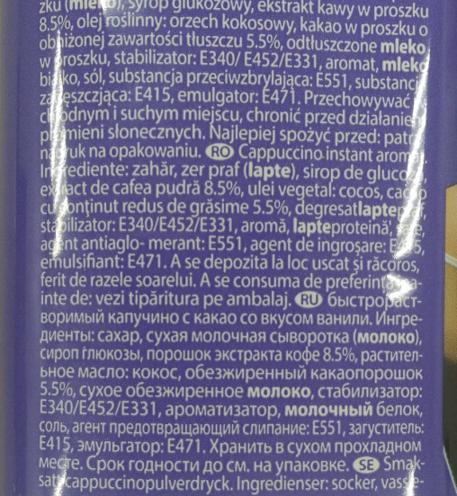 zku (mleko), syrop glukozowy, ekstrakt kawy w proszku
8.5%, olej roślinny: orzech kokosowy, kakao w proszku o
obniżonej zawartości tłuszczu 5.5%, odtłuszczone mleko
w proszku, stabilizator: E340/ E452/E331, aromat, mleko
białko, sól, substancja przeciwzbrylająca: E551, substancj
zagęszczjąca: E415, emulgator: E471. Przechowywać
chłodnym i suchym miejscu, chronić przed działaniem
promieni słonecznych. Najlepiej spożyć przed: patrz
nadruk na opakowaniu. RO Cappuccino instant aromat
Ingrediente: zahăr, zer praf (lapte), sirop de glucoz
extract de cafea pudră 8.5%, ulei vegetal: cocos, cacao
cu conținut redus de grăsime 5.5%, degresat lapte praf,
stabilizator: E340/E452/E331, aromă, lapte proteină, sare,
agent antiaglo- merant: E551, agent de îngroșare: E415,
emulsifiant: E471. A se depozita la loc uscat și răcoros,
ferit de razele soarelui. A se consuma de preferință
inte de: vezi tipăritura pe ambalaj. RU быстрораст-
воримый капучино с какао со вкусом ванили. Ингре-
диенты: сахар, сухая молочная сыворотка (молоко),
сироп глюкозы, порошок экстракта кофе 8.5%, растител-
ьное масло: кокос, обезжиренный какаопорошок
5.5%, сухое обезжиренное молоко, стабилизатор:
E340/E452/E331, ароматизатор, молочный белок,
соль, агент предотвращающий слипание: E551, загуститель:
E415, эмульгатор: E471. Хранить в сухом прохладном
месте. Срок годности до см. на упаковке. SE Smak-
satt cappuccinopulverdryck. Ingredienser: socker, vassle-